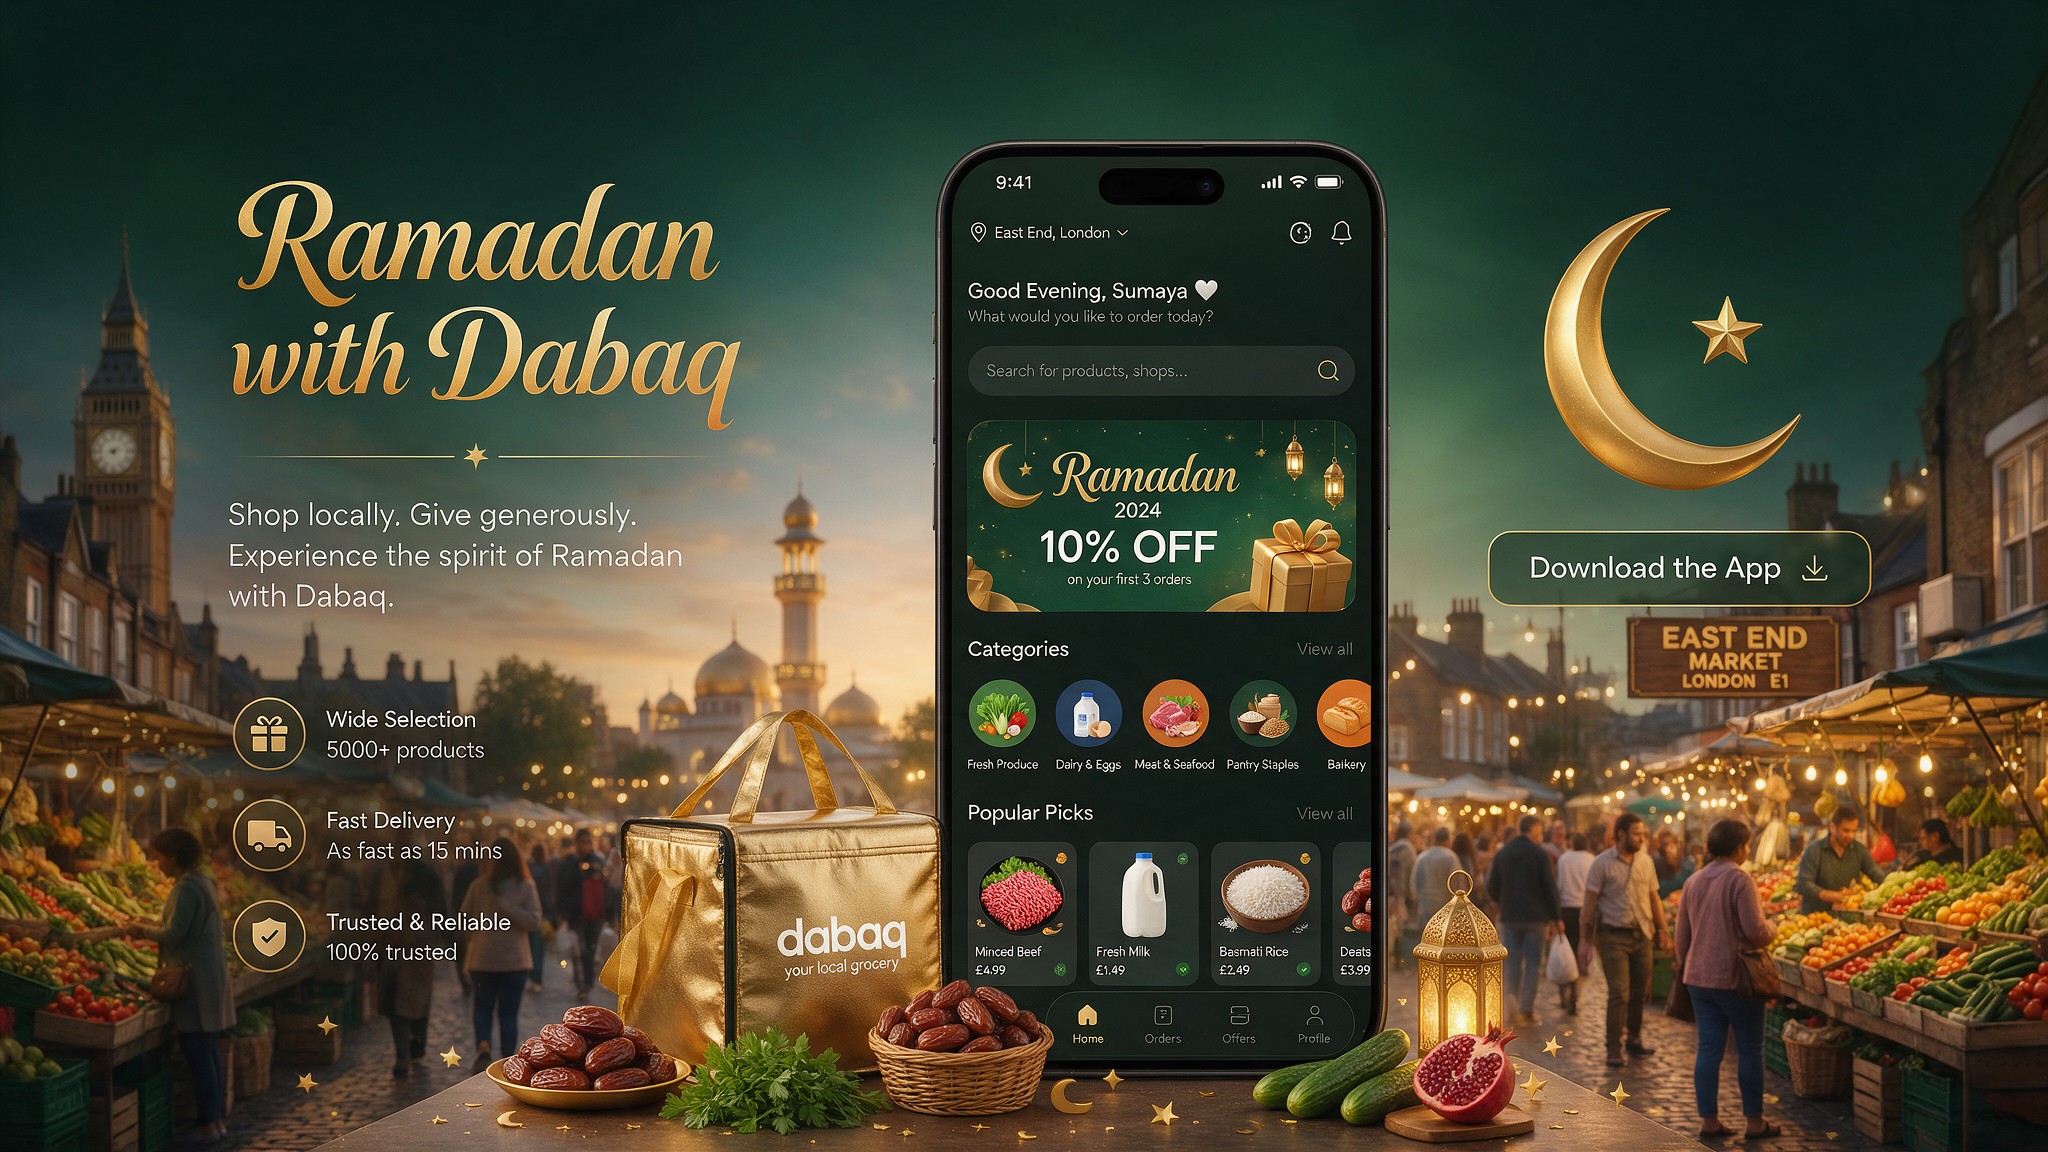 Ramadan
with Dabaq
Shop locally. Give generously.
Experience the spirit of Ramadan
with Dabaq.
Wide Selection
5000+ products
Fast Delivery
As fast as 15 mins
Trusted & Reliable
100% trusted
dabaq
your local grocery
9:41
East End, London
Good Evening, Sumaya
What would you like to order today?
Search for products, shops...
Ramadan
2024
10% OFF
on your first 3 orders
Categories
View all
Fresh Produce
Dairy & Eggs
Meat & Seafood
Pantry Staples
Baikery
Popular Picks
View all
Minced Beef
£4.99
Fresh Milk
£1.49
Basmati Rice
£2.49
Deats
£3.99
Home
Orders
Offers
Profile
Download the App
EAST END
MARKET
LONDON E1